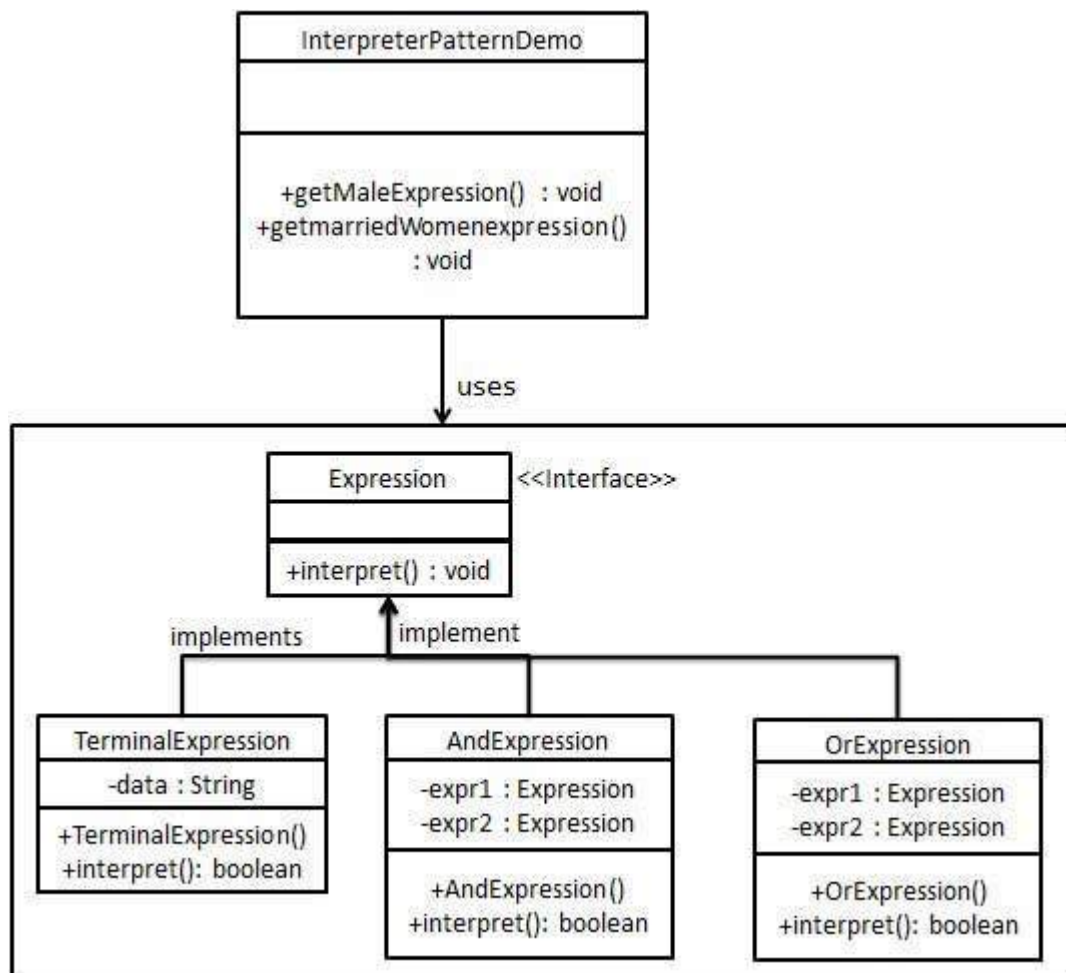 InterpreterPatternDemo
+getMaleExpression() : void
+getmarriedWomenexpression()
: void
uses
Expression
<<Interface>>
+interpret() : void
implements
implement
TerminalExpression
-data : String
+TerminalExpression()
+interpret(): boolean
AndExpression
-expr1 : Expression
-expr2 : Expression
+AndExpression()
+interpret(): boolean
OrExpression
-expr1 : Expression
-expr2 : Expression
+OrExpression()
+interpret(): boolean